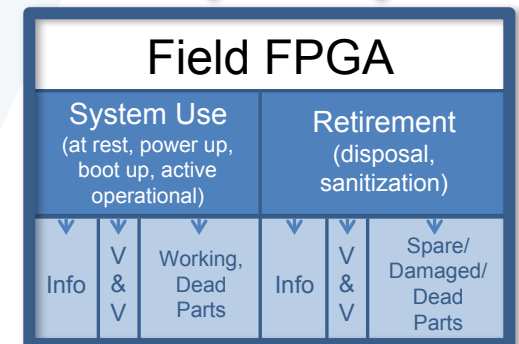 Field FPGA
System Use
(at rest, power up,
boot up, active
operational)
Retirement
(disposal,
sanitization)
Info
V
&
V
Working,
Dead
Parts
Info
V
&
V
Spare/
Damaged/
Dead
Parts